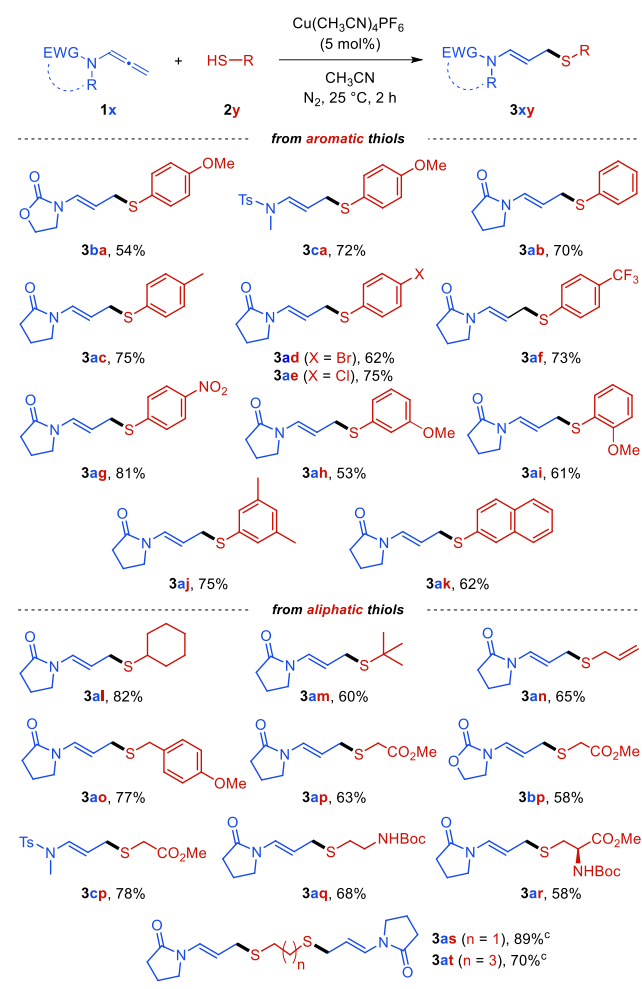 Cu(CH3CN)4PF6
(5 mol%)
CH3CN
N2, 25 °C, 2 h
EWG N R
1x
+
HS R
2y
EWG N R S R
3xy
from aromatic thiols
O O N S OMe
3ba, 54%
Ts N S OMe
3ca, 72%
O N S
3ab, 70%
O N S
3ac, 75%
O N S X
3ad (X = Br), 62%
3ae (X = Cl), 75%
O N S CF3
3af, 73%
O N S NO2
3ag, 81%
O N S OMe
3ah, 53%
O N S OMe
3ai, 61%
O N S
3aj, 75%
O N S
3ak, 62%
from aliphatic thiols
O N S
3al, 82%
O N S
3am, 60%
O N S
3an, 65%
O N S OMe
3ao, 77%
O N S CO2Me
3ap, 63%
O O N S CO2Me
3bp, 58%
Ts N S CO2Me
3cp, 78%
O N S NHBoc
3aq, 68%
O N S CO2Me NHBoc
3ar, 58%
O N S ( )n S N O
3as (n = 1), 89%c
3at (n = 3), 70%c